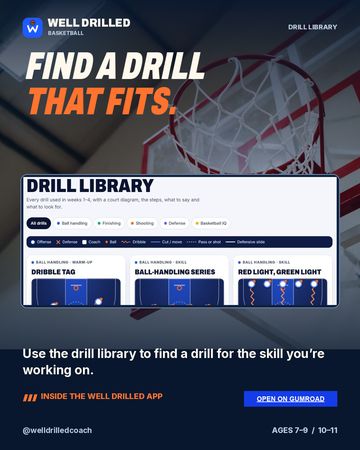 WELL DRILLED
BASKETBALL
DRILL LIBRARY
FIND A DRILL
THAT FITS.
DRILL LIBRARY
Every drill used in weeks 1–4, with a court diagram, the steps, what to say and
what to look for.
All drills Ball handling Finishing Shooting Defense Basketball IQ
Offense Defense Coach Ball Dribble Cut / move Pass or shot Defensive slide
BALL HANDLING · WARM-UP BALL HANDLING · SKILL BALL HANDLING · SKILL
DRIBBLE TAG BALL-HANDLING SERIES RED LIGHT, GREEN LIGHT
Use the drill library to find a drill for the skill you're
working on.
INSIDE THE WELL DRILLED APP
OPEN ON GUMROAD
@welldrilledcoach
AGES 7–9 / 10–11